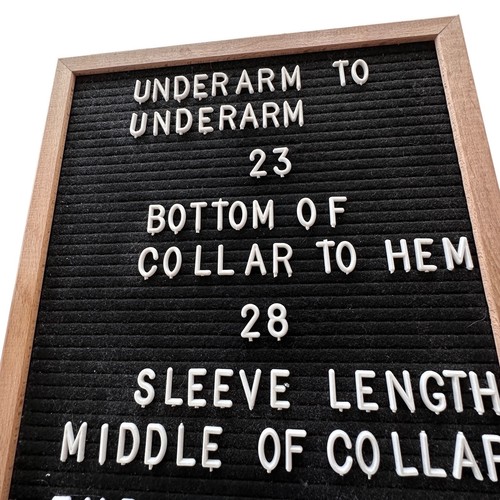 UNDERARM TO
UNDERARM
23
BOTTOM OF
COLLAR TO HEM
28
SLEEVE LENGTH
MIDDLE OF COLLAR